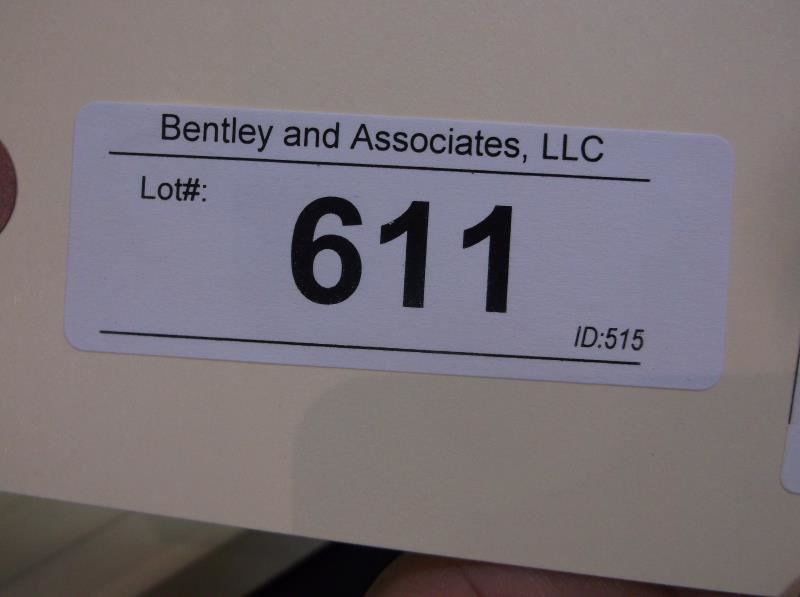 Bentley and Associates, LLC
Lot#:
611
ID:515